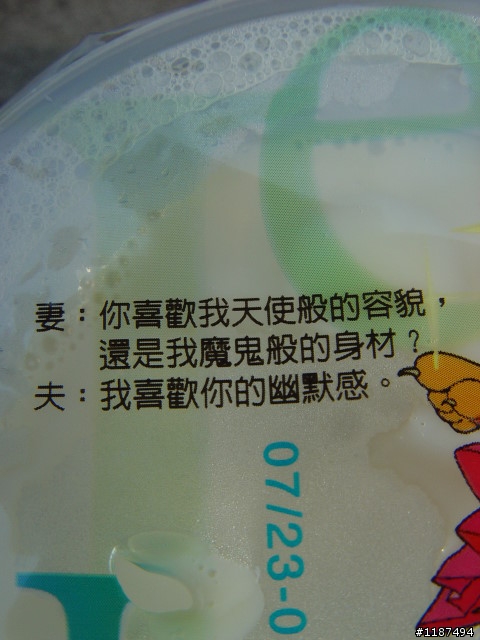 妻：你喜歡我天使般的容貌，
還是我魔鬼般的身材？
夫：我喜歡你的幽默感。
07/23-0
#1187494